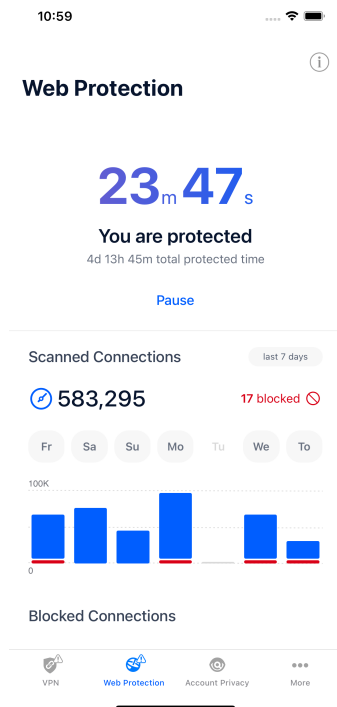 10:59
Web Protection
23m 47s
You are protected
4d 13h 45m total protected time
Pause
Scanned Connections
last 7 days
583,295
17 blocked
Fr Sa Su Mo Tu We To
100K
0
Blocked Connections
VPN Web Protection Account Privacy More